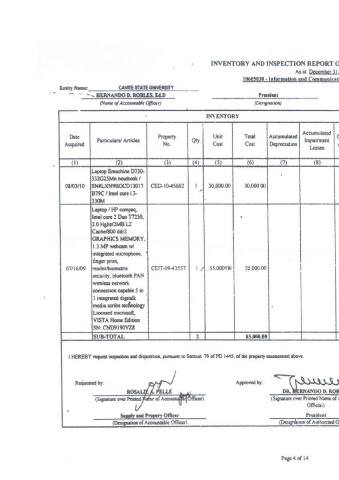 INVENTORY AND INSPECTION REPORT O
As at December 31,
10605030 - Information and Communicat
Entity Name: CAVITE STATE UNIVERSITY
HERNANDO D. ROBLES, Ed.D President
(Name of Accountable Officer) (Designation)
INVENTORY
Date Acquired Particulars/ Articles Property No. Qty Unit Cost Total Cost Accumulated Depreciation Accumulated Impairment Losses
(1) (2) (3) (4) (5) (6) (7) (8)
Laptop Emachine D730-
332G25Mn notebook /
08/03/10 CED-10-45682 1 30,000.00 30,000.00
B79C / Intel core i 3-
330M
Laptop / HP compaq,
Intel core 2 Duo T7250,
2.0 Nghz/2MB L2
Cache/800 ddr2
GRAPHICS MEMORY,
1.3 MP webcam w/
integrated microphone,
finger print,
07/16/09 reader/biometric CEIT-09-43557 1 55,000.00 55,000.00
security, bluetooth PAN
wireless network
connection capable 5 in
1 integrated digitalk
media scribe technology
Licensed microsoft,
VISTA Home Edition
SN: CND9190VZ8
SUB-TOTAL 2 85,000.00
I HEREBY request inspection and disposition, pursuant to Section 79 of PD 1445, of the property enumerated above.
Requested by: Approved by:
ROSALIE A. PELLE DR. HERNANDO D. ROB
(Signature over Printed Name of Accountable Officer) (Signature over Printed Name of
Official)
Supply and Property Officer President
(Designation of Accountable Officer) (Designation of Authorized O
Page 4 of 14